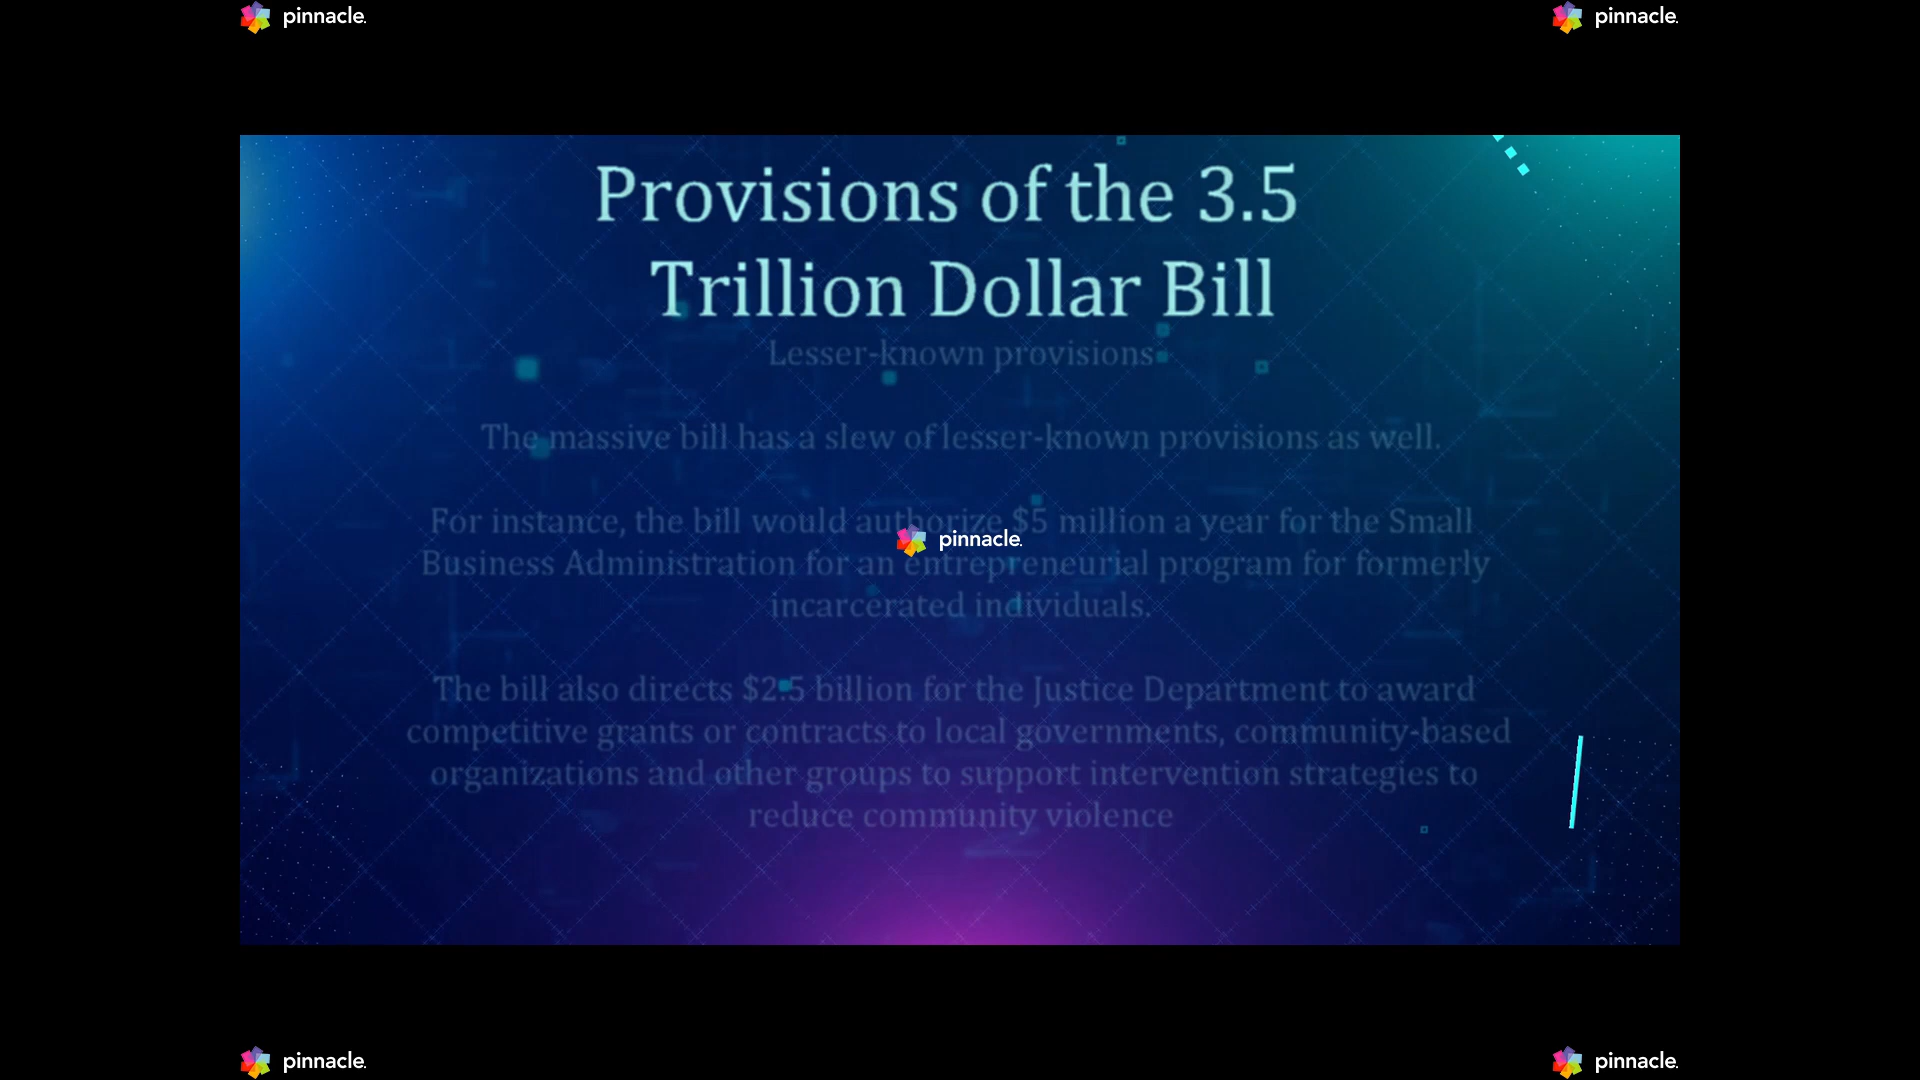 pinnacle.
pinnacle.
Provisions of the 3.5
Trillion Dollar Bill
Lesser-known provisions
The massive bill has a slew of lesser-known provisions as well.
For instance, the bill would authorize $5 million a year for the Small
pinnacle.
Business Administration for an entrepreneurial program for formerly
incarcerated individuals.
The bill also directs $2.5 billion for the Justice Department to award
competitive grants or contracts to local governments, community-based
organizations and other groups to support intervention strategies to
reduce community violence
pinnacle.
pinnacle.